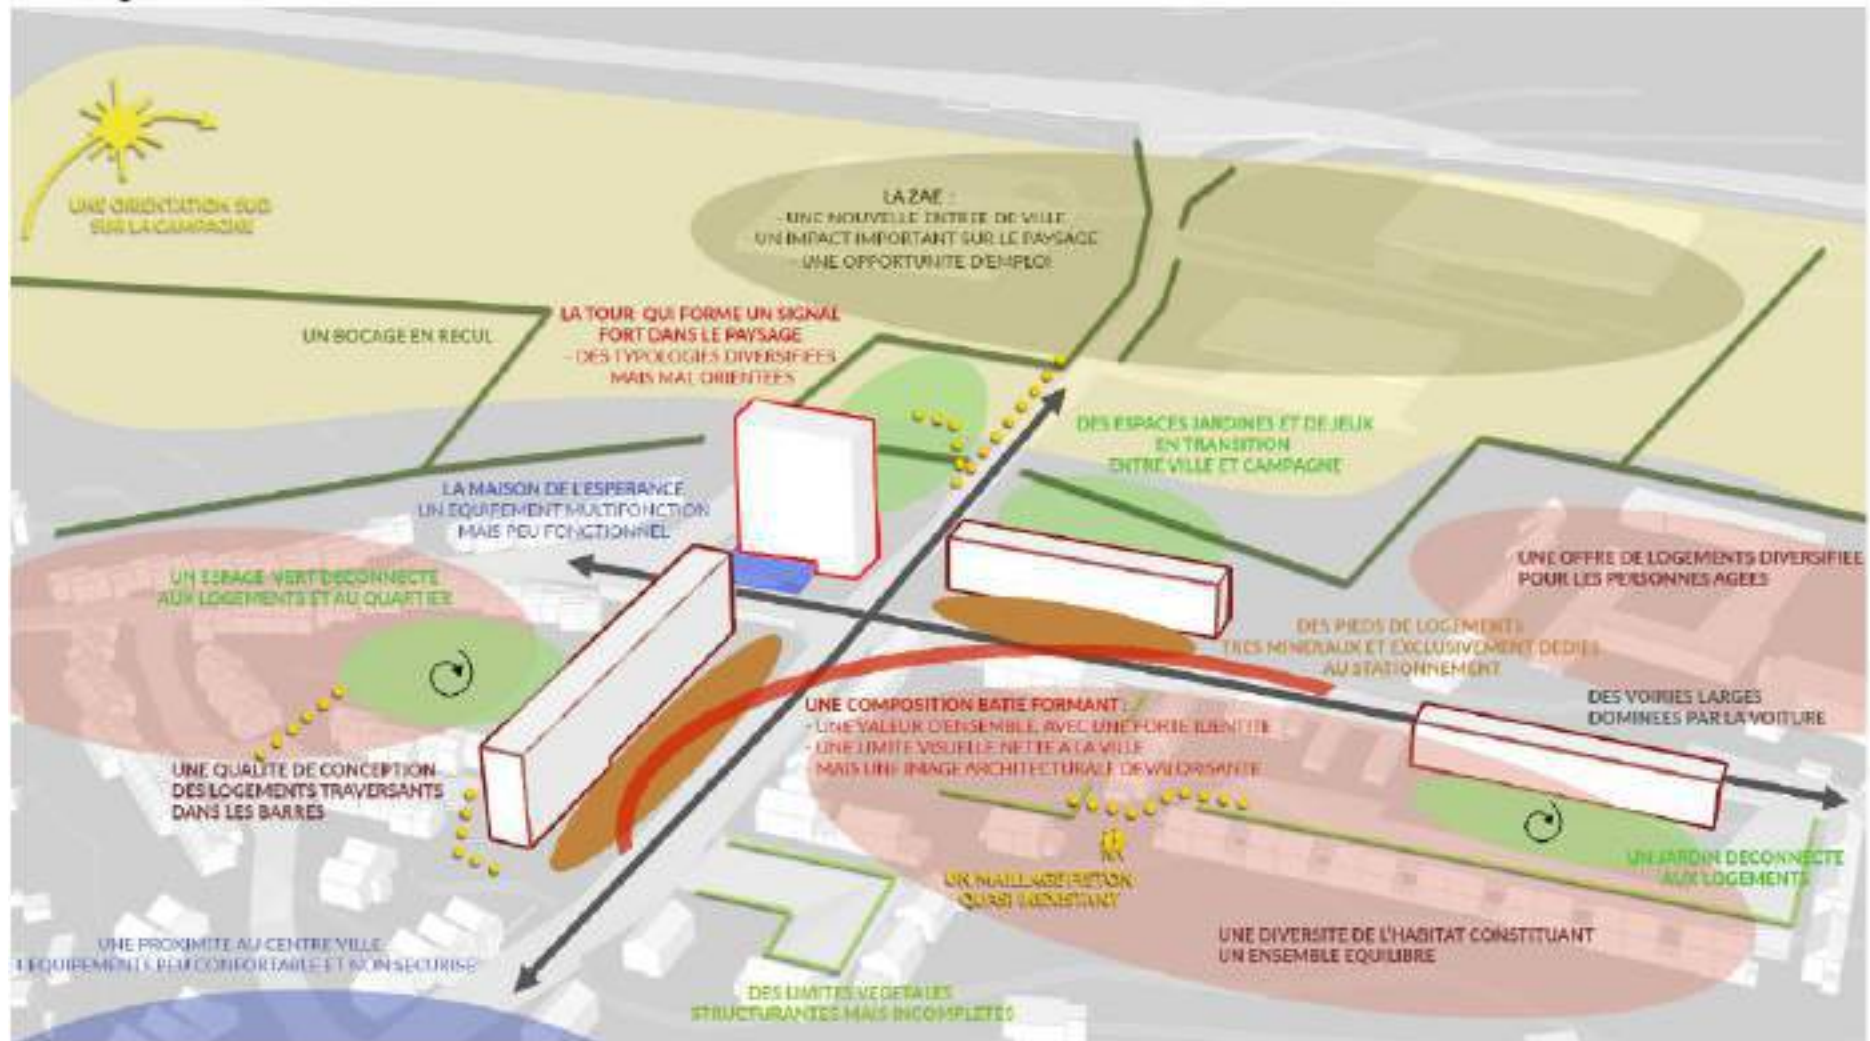 UNE ORIENTATION SUD
SUR LA CAMPAGNE
LA ZAE :
- UNE NOUVELLE ENTREE DE VILLE
UN IMPACT IMPORTANT SUR LE PAYSAGE
- UNE OPPORTUNITE D'EMPLOI
UN BOCAGE EN RECUL
LA TOUR QUI FORME UN SIGNAL
FORT DANS LE PAYSAGE
- DES TYPOLOGIES DIVERSIFIEES
MAIS MAL ORIENTEES
DES ESPACES JARDINES ET DE JEUX
EN TRANSITION
ENTRE VILLE ET CAMPAGNE
LA MAISON DE L'ESPERANCE
UN EQUIPEMENT MULTIFONCTION
MAIS PEU FONCTIONNEL
UN ESPACE VERT DECONNECTE
AUX LOGEMENTS ET AU QUARTIER
UNE OFFRE DE LOGEMENTS DIVERSIFIEE
POUR LES PERSONNES AGEES
DES PIEDS DE LOGEMENTS
TRES MINERAUX ET EXCLUSIVEMENT DEDIES
AU STATIONNEMENT
DES VOIRIES LARGES
DOMINEES PAR LA VOITURE
UNE COMPOSITION BATIE FORMANT :
- UNE VALEUR D'ENSEMBLE, AVEC UNE FORTE IDENTITE
- UNE LIMITE VISUELLE NETTE A LA VILLE
MAIS UNE IMAGE ARCHITECTURALE DEVALORISANTE
UNE QUALITE DE CONCEPTION
DES LOGEMENTS TRAVERSANTS
DANS LES BARRES
UN MAILLAGE PIETON
QUASI INEXISTANT
UN JARDIN DECONNECTE
AUX LOGEMENTS
UNE PROXIMITE AU CENTRE VILLE
EQUIPEMENTS PEU CONFORTABLE ET NON SECURISE
UNE DIVERSITE DE L'HABITAT CONSTITUANT
UN ENSEMBLE EQUILIBRE
DES LIMITES VEGETALES
STRUCTURANTES MAIS INCOMPLETES